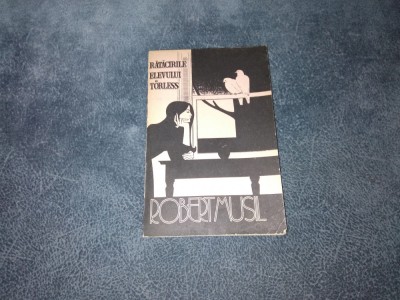 RĂTĂCIRILE
ELEVULUI
TÖRLESS
ROBERT MUSIL